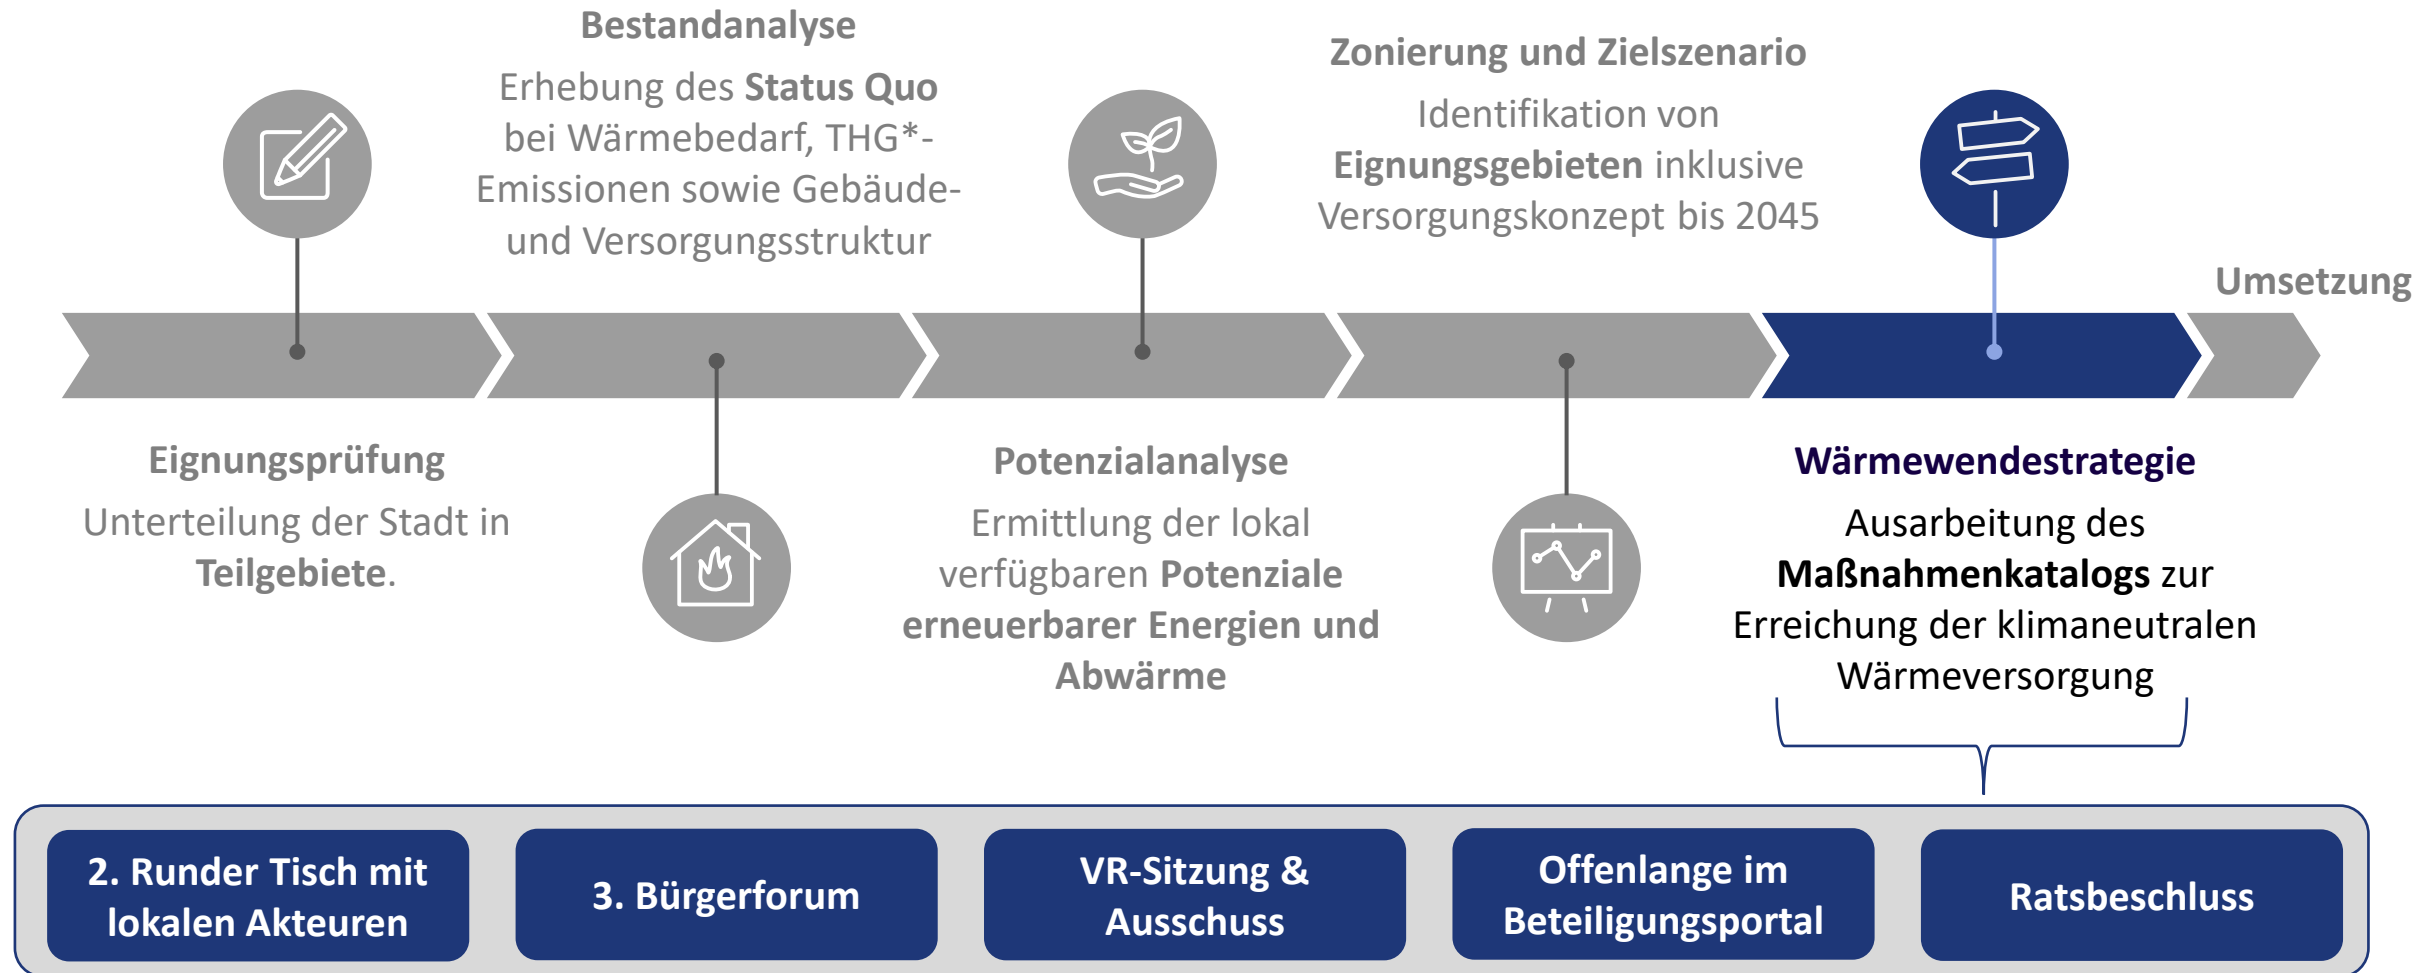 Bestandanalyse
Erhebung des Status Quo
bei Wärmebedarf, THG*-
Emissionen sowie Gebäude-
und Versorgungsstruktur
Zonierung und Zielszenario
Identifikation von
Eignungsgebieten inklusive
Versorgungskonzept bis 2045
Umsetzung
Eignungsprüfung
Unterteilung der Stadt in
Teilgebiete.
Potenzialanalyse
Ermittlung der lokal
verfügbaren Potenziale
erneuerbarer Energien und
Abwärme
Wärmewendestrategie
Ausarbeitung des
Maßnahmenkatalogs zur
Erreichung der klimaneutralen
Wärmeversorgung
2. Runder Tisch mit
lokalen Akteuren
3. Bürgerforum
VR-Sitzung &
Ausschuss
Offenlange im
Beteiligungsportal
Ratsbeschluss